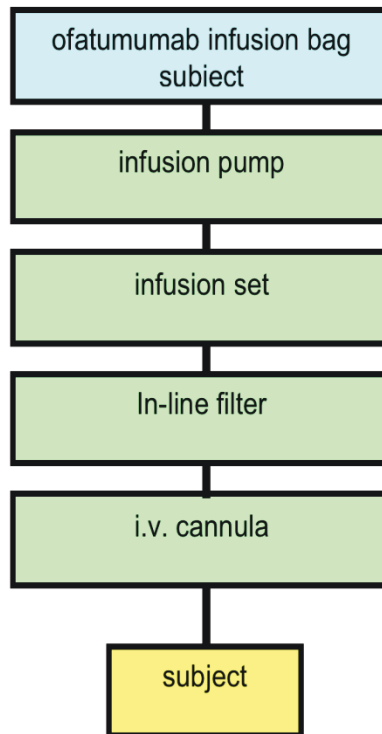 ofatumumab infusion bag
subiect
infusion pump
infusion set
In-line filter
i.v. cannula
subject